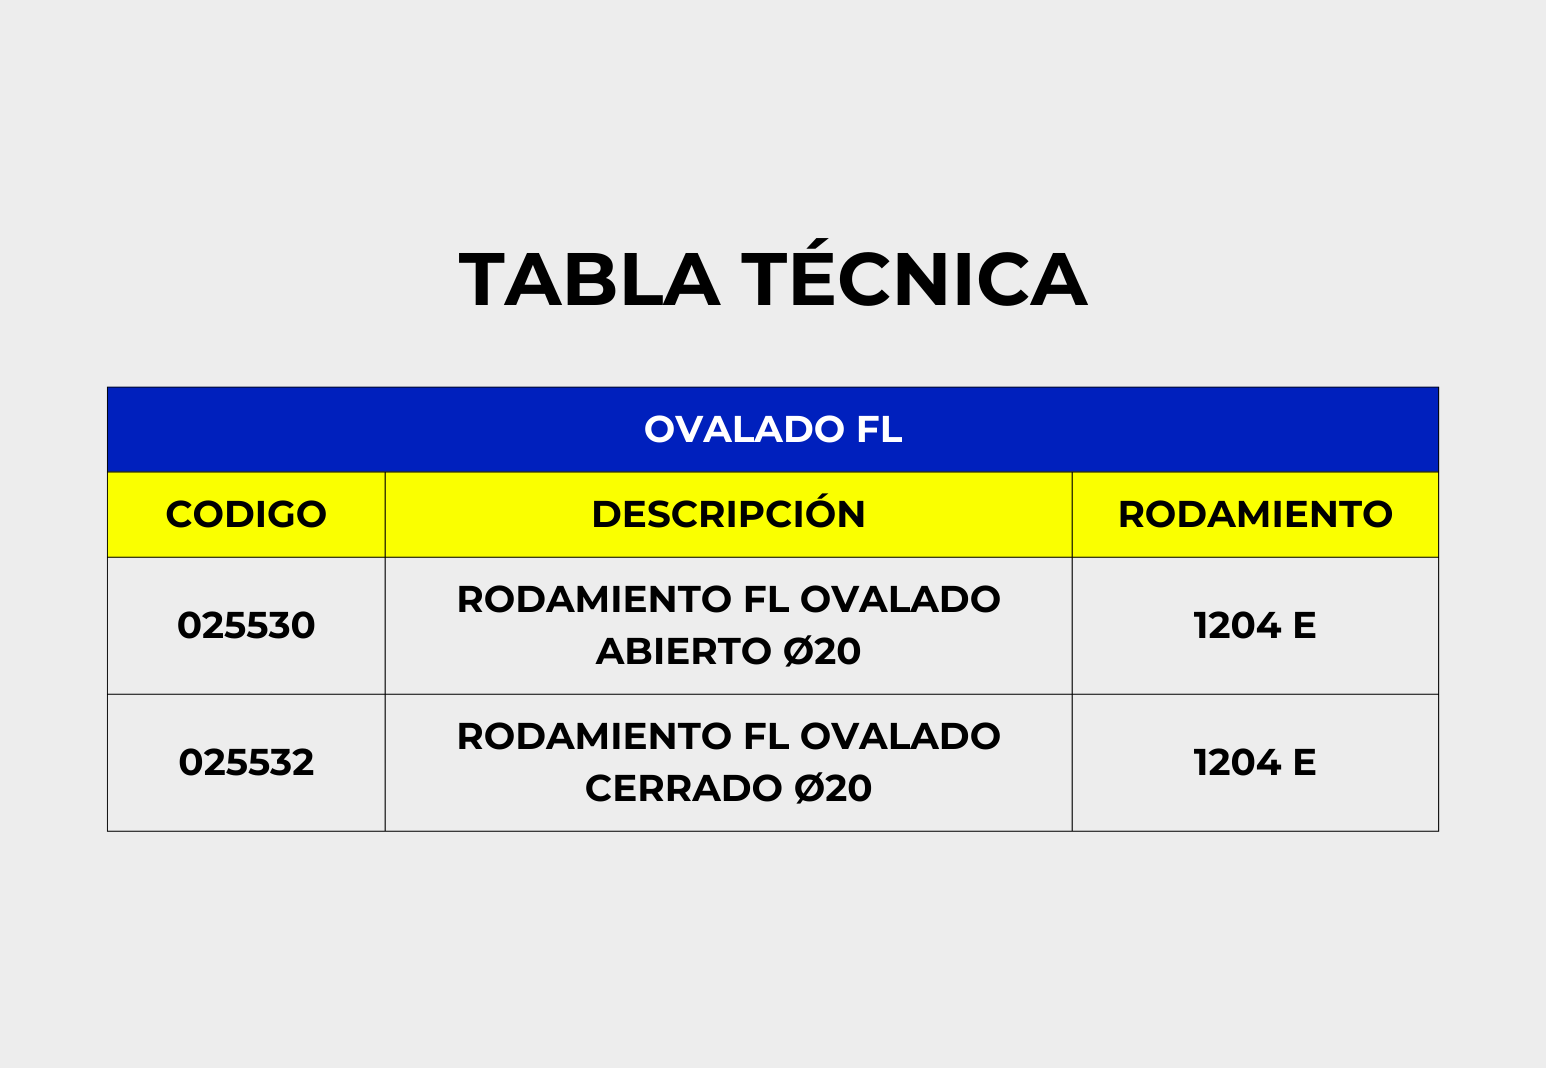 TABLA TÉCNICA
OVALADO FL
CODIGO DESCRIPCIÓN RODAMIENTO
025530 RODAMIENTO FL OVALADO ABIERTO Ø20 1204 E
025532 RODAMIENTO FL OVALADO CERRADO Ø20 1204 E